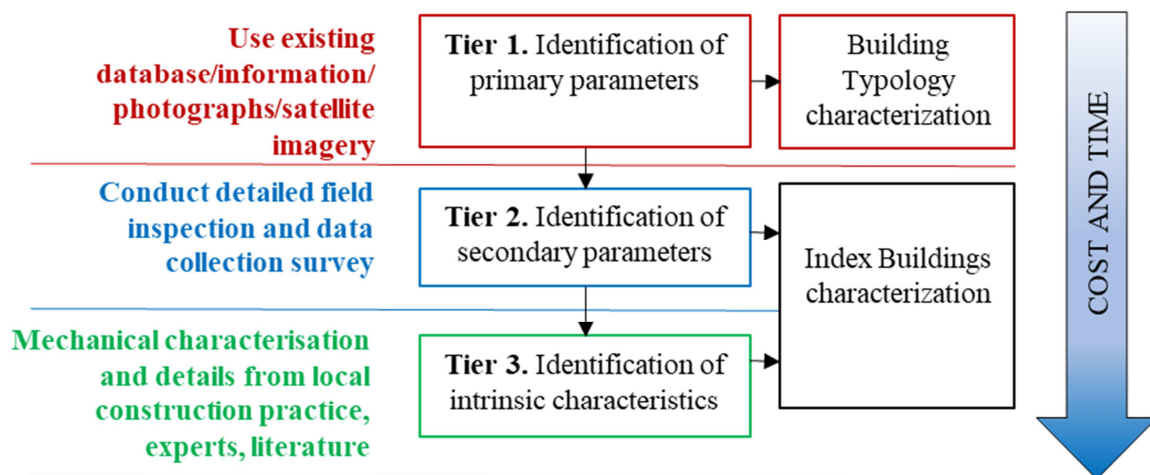 Use existing
database/information/
photographs/satellite
imagery
Tier 1. Identification of
primary parameters
Building
Typology
characterization
Conduct detailed field
inspection and data
collection survey
Tier 2. Identification of
secondary parameters
Index Buildings
characterization
Mechanical characterisation
and details from local
construction practice,
experts, literature
Tier 3. Identification of
intrinsic characteristics
COST AND TIME